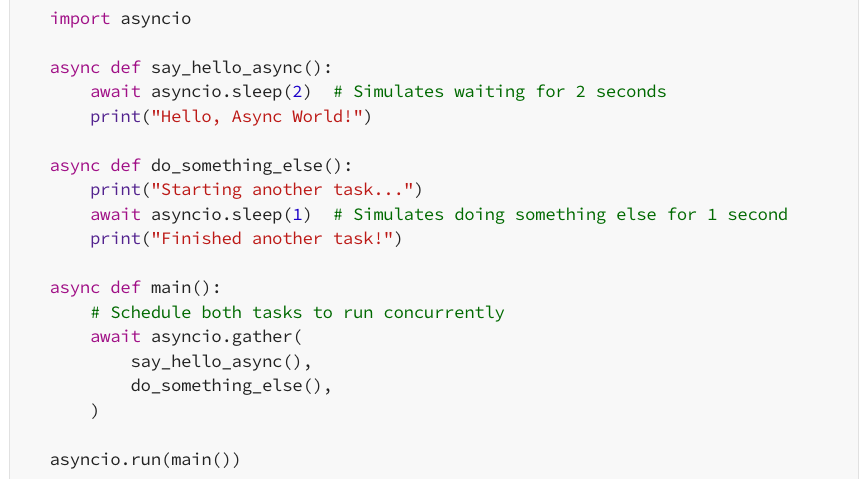 import asyncio

async def say_hello_async():
    await asyncio.sleep(2)  # Simulates waiting for 2 seconds
    print("Hello, Async World!")

async def do_something_else():
    print("Starting another task...")
    await asyncio.sleep(1)  # Simulates doing something else for 1 second
    print("Finished another task!")

async def main():
    # Schedule both tasks to run concurrently
    await asyncio.gather(
        say_hello_async(),
        do_something_else(),
    )

asyncio.run(main())